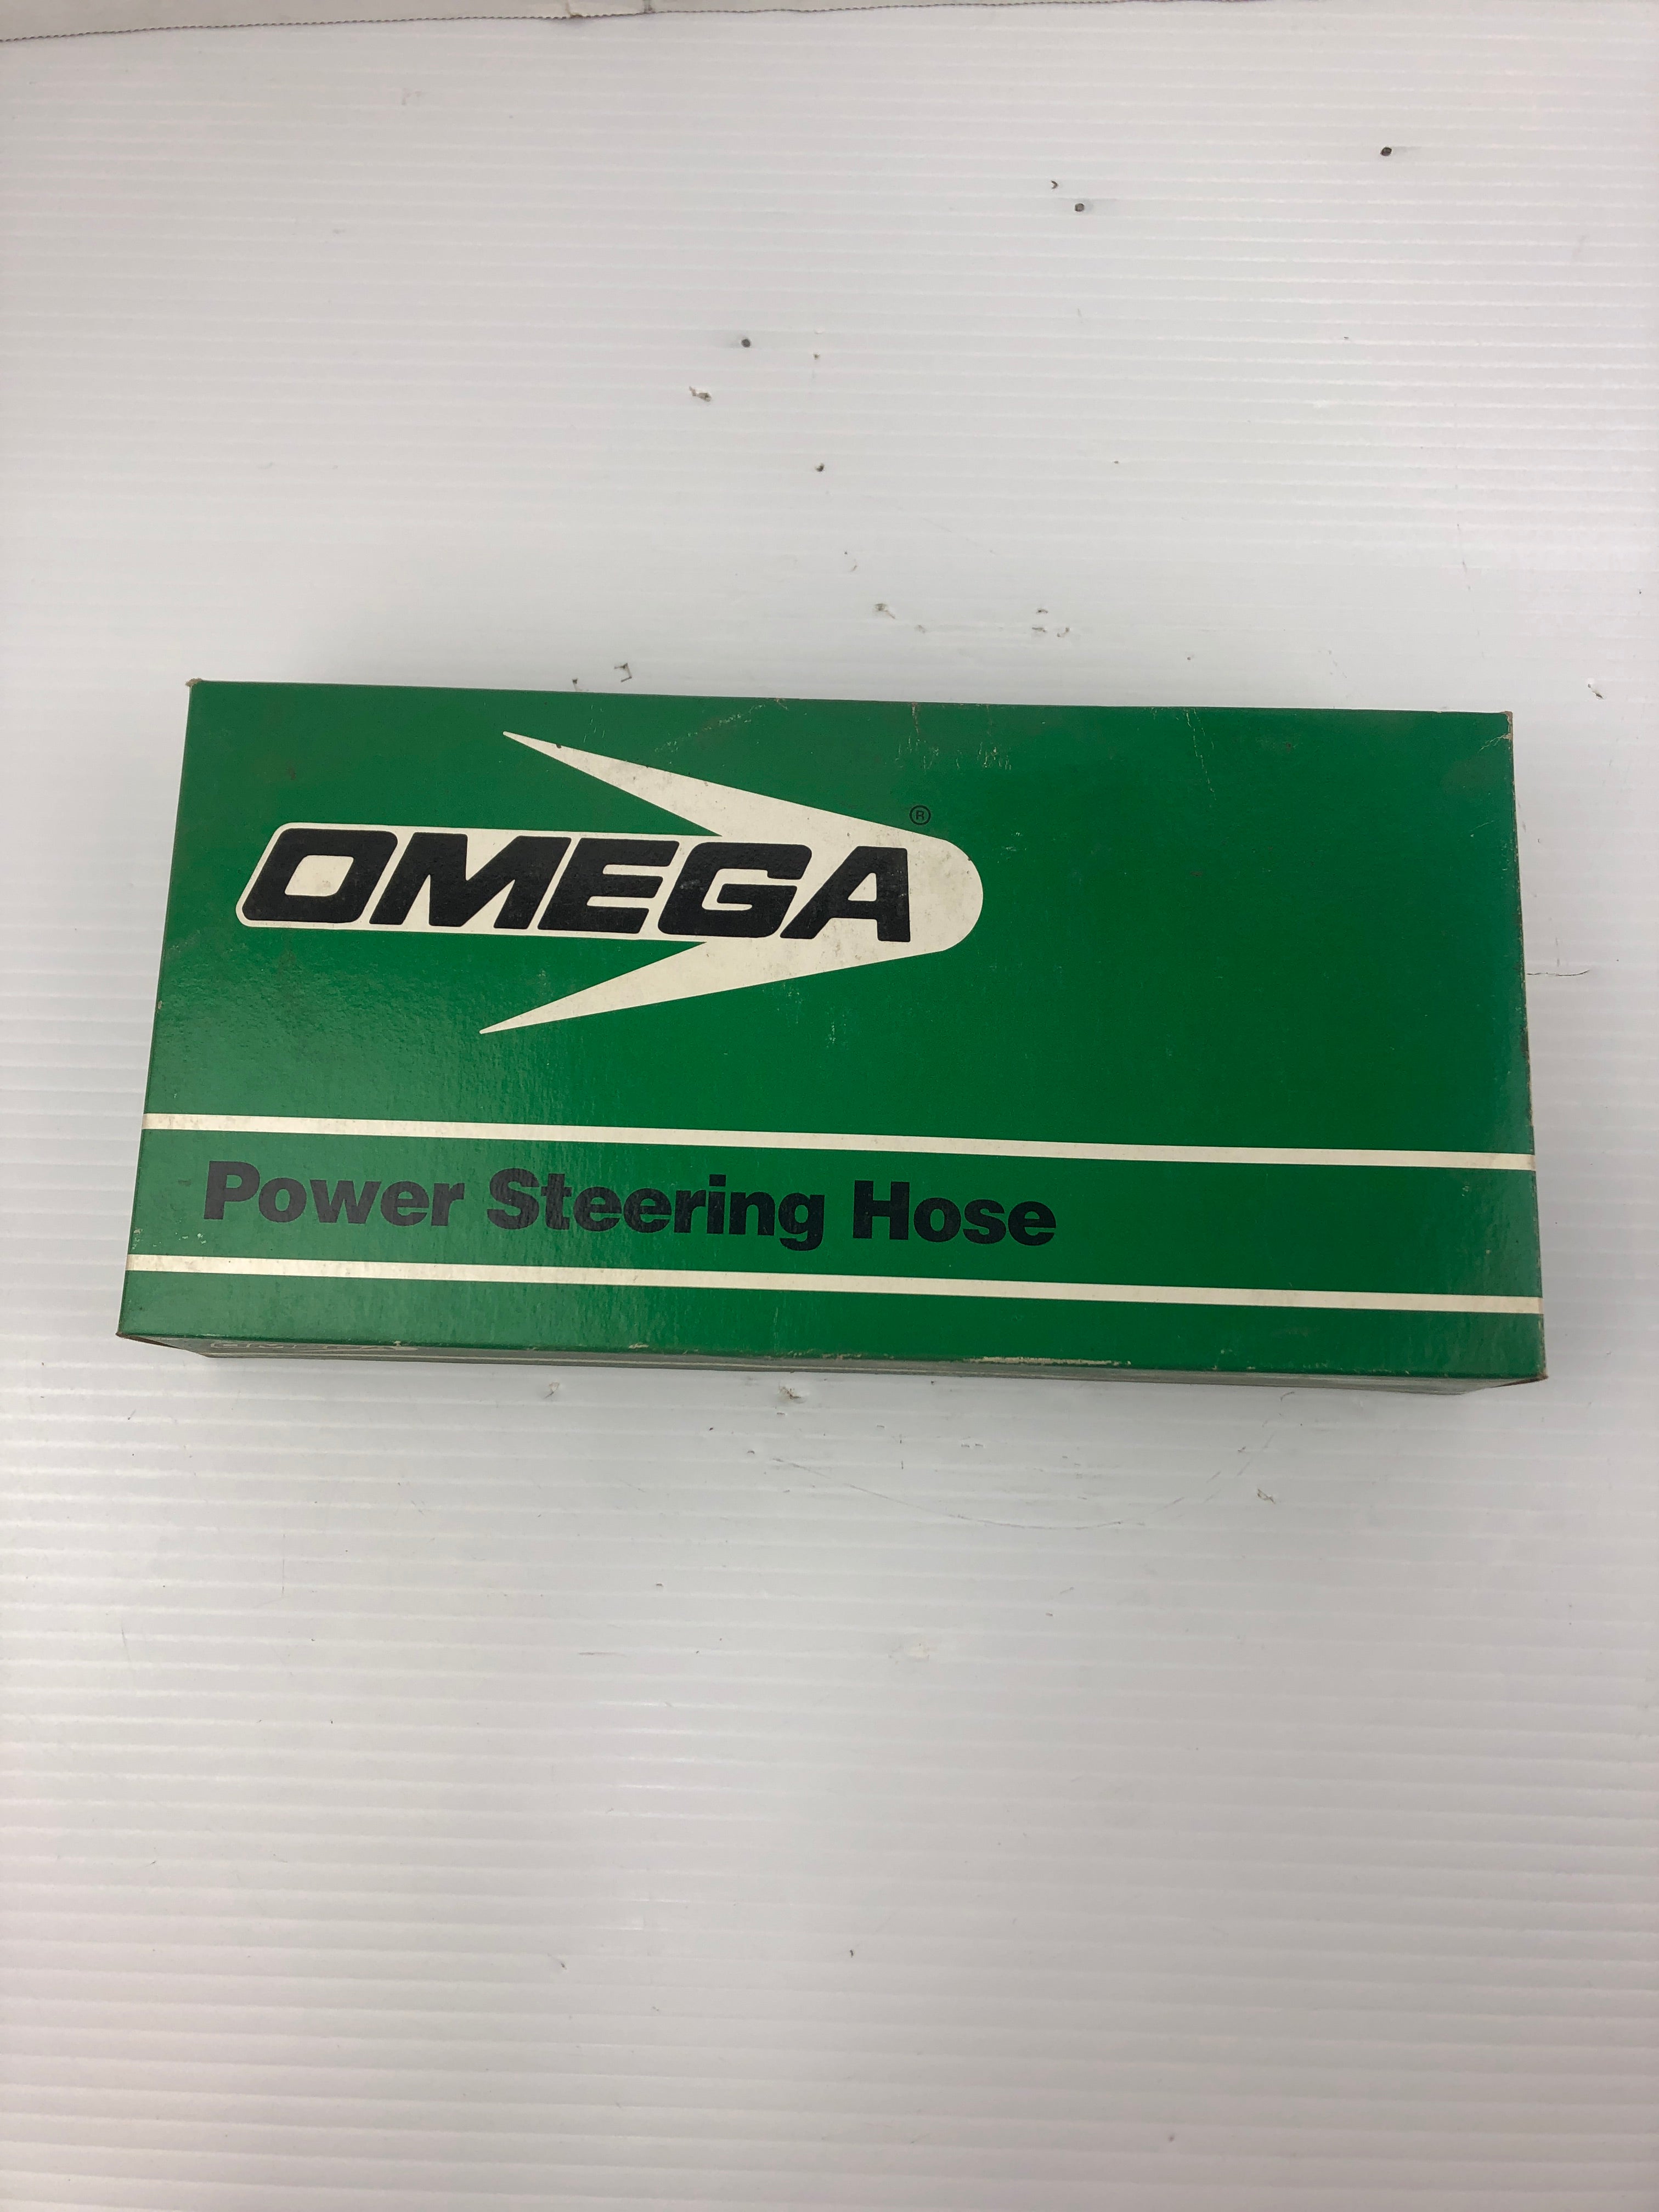 OMEGA
®
Power Steering Hose